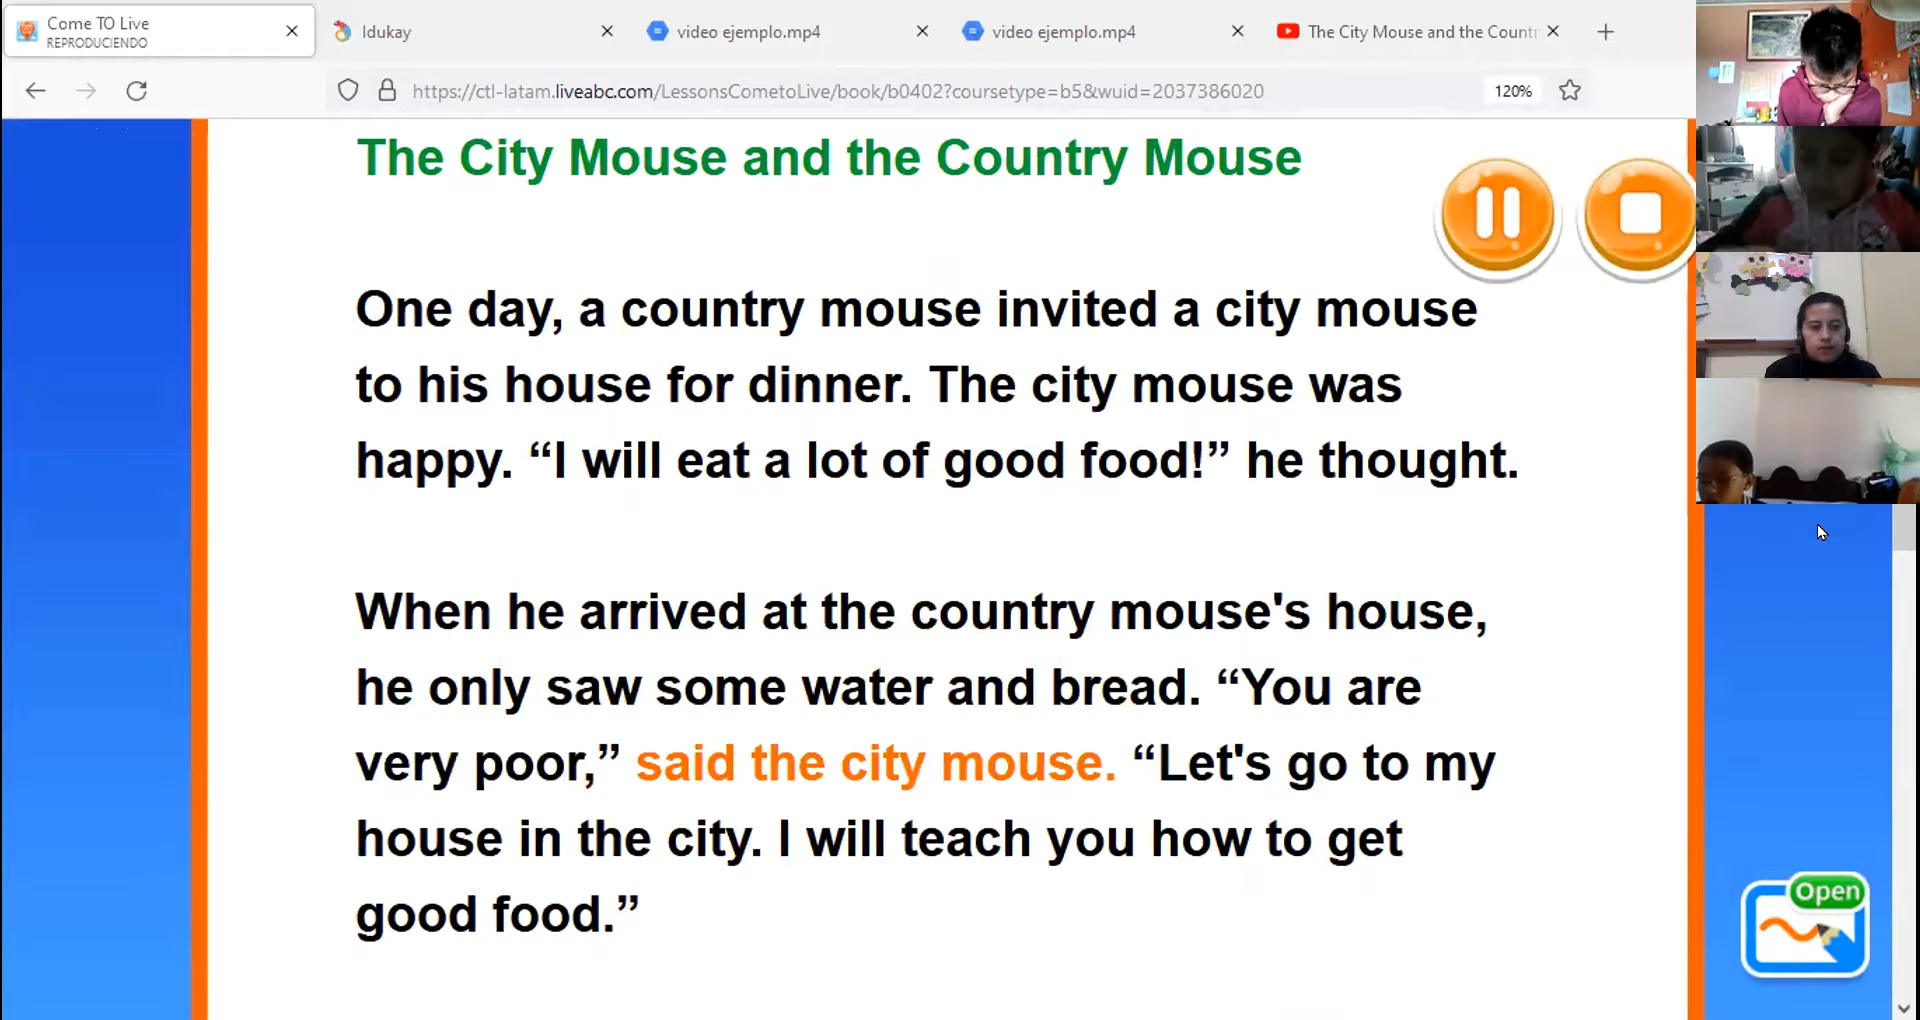 Come TO Live
REPRODUCIENDO
Idukay
video ejemplo.mp4
video ejemplo.mp4
The City Mouse and the Count
https://ctl-latam.liveabc.com/LessonsCometoLive/book/b0402?coursetype=b5&wuid=2037386020
120%
The City Mouse and the Country Mouse
One day, a country mouse invited a city mouse
to his house for dinner. The city mouse was
happy. “I will eat a lot of good food!” he thought.
When he arrived at the country mouse's house,
he only saw some water and bread. “You are
very poor,” said the city mouse. “Let's go to my
house in the city. I will teach you how to get
good food.”
Open